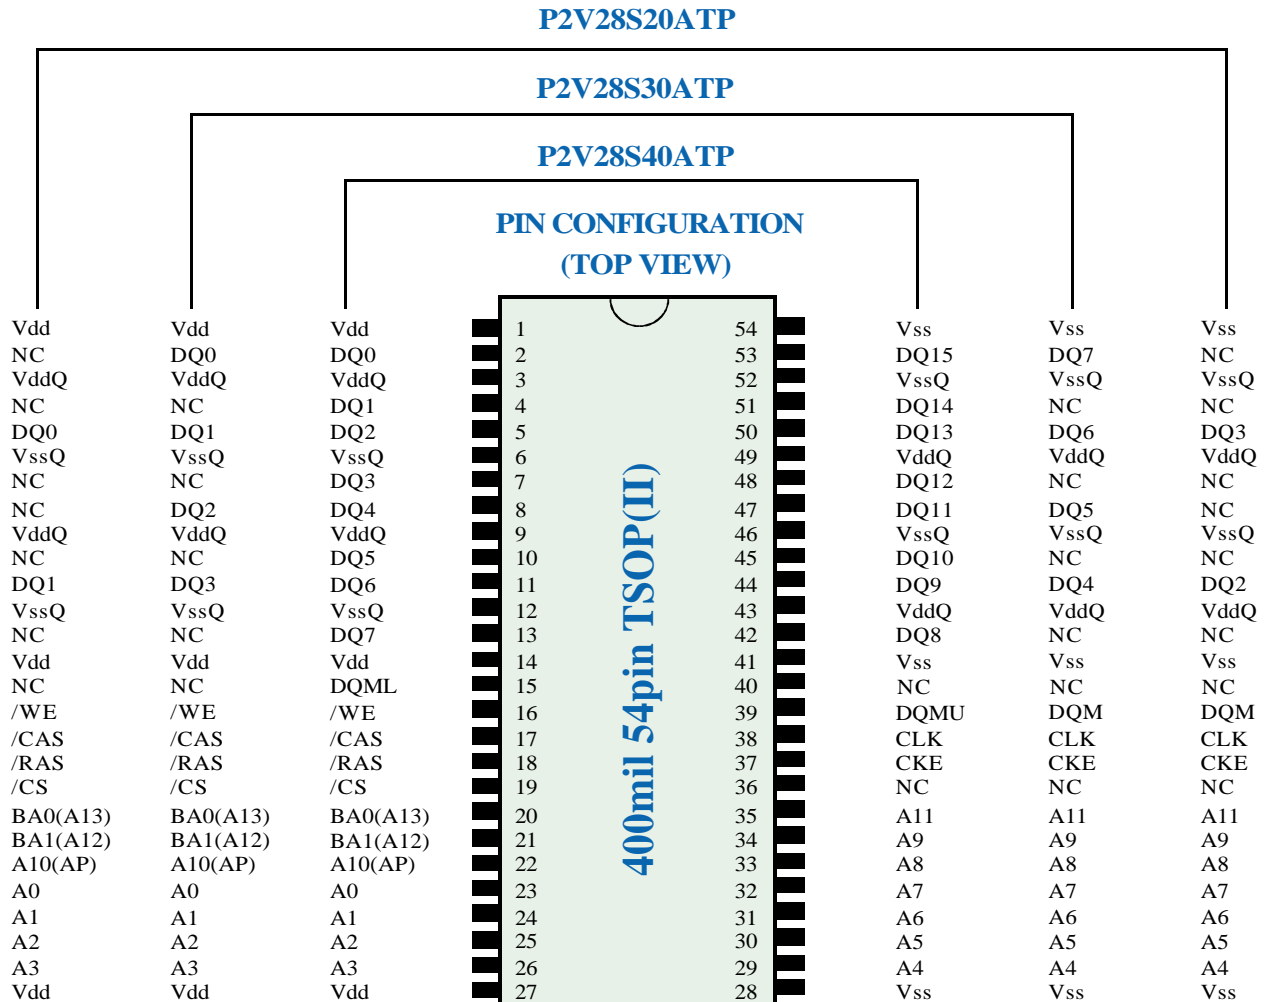 P2V28S20ATP
P2V28S30ATP
P2V28S40ATP
PIN CONFIGURATION
(TOP VIEW)
Vdd Vdd Vdd 1 54 Vss Vss Vss
NC DQ0 DQ0 2 53 DQ15 DQ7 NC
VddQ VddQ VddQ 3 52 VssQ VssQ VssQ
NC NC DQ1 4 51 DQ14 NC NC
DQ0 DQ1 DQ2 5 50 DQ13 DQ6 DQ3
VssQ VssQ VssQ 6 49 VddQ VddQ VddQ
NC NC DQ3 7 48 DQ12 NC NC
NC DQ2 DQ4 8 47 DQ11 DQ5 NC
VddQ VddQ VddQ 9 46 VssQ VssQ VssQ
NC NC DQ5 10 45 DQ10 NC NC
DQ1 DQ3 DQ6 11 44 DQ9 DQ4 DQ2
VssQ VssQ VssQ 12 43 VddQ VddQ VddQ
NC NC DQ7 13 42 DQ8 NC NC
Vdd Vdd Vdd 14 41 Vss Vss Vss
NC NC DQML 15 40 NC NC NC
/WE /WE /WE 16 39 DQMU DQM DQM
/CAS /CAS /CAS 17 38 CLK CLK CLK
/RAS /RAS /RAS 18 37 CKE CKE CKE
/CS /CS /CS 19 36 NC NC NC
BA0(A13) BA0(A13) BA0(A13) 20 35 A11 A11 A11
BA1(A12) BA1(A12) BA1(A12) 21 34 A9 A9 A9
A10(AP) A10(AP) A10(AP) 22 33 A8 A8 A8
A0 A0 A0 23 32 A7 A7 A7
A1 A1 A1 24 31 A6 A6 A6
A2 A2 A2 25 30 A5 A5 A5
A3 A3 A3 26 29 A4 A4 A4
Vdd Vdd Vdd 27 28 Vss Vss Vss
400mil 54pin TSOP(II)